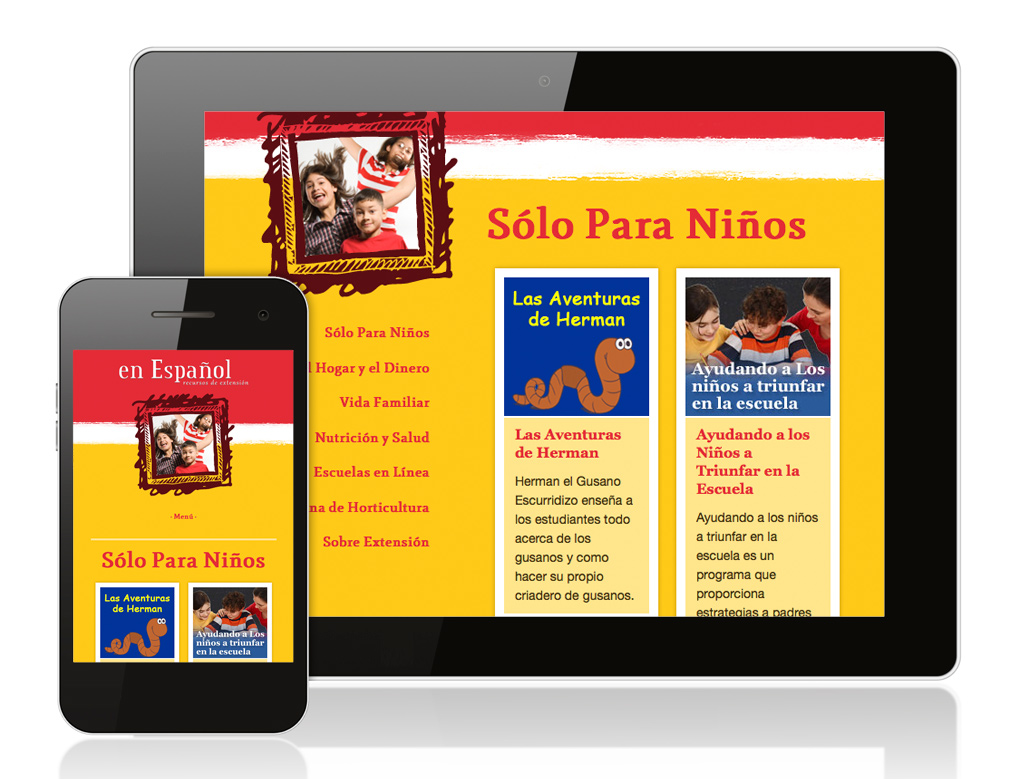 Sólo Para Niños
Sólo Para Niños
Hogar y el Dinero
Vida Familiar
Nutrición y Salud
Escuelas en Línea
de Horticultura
Sobre Extensión
Las Aventuras
de Herman
Las Aventuras
de Herman
Herman el Gusano
Escurridizo enseña a
los estudiantes todo
acerca de los
gusanos y como
hacer su propio
criadero de gusanos.
Ayudando a Los
niños a triunfar
en la escuela
Ayudando a los
Niños a
Triunfar en la
Escuela
Ayudando a los niños
a triunfar en la
escuela es un
programa que
proporciona
estrategias a padres
en Español
recursos de extensión
- Menú -
Sólo Para Niños
Las Aventuras
de Herman
Ayudando a Los
niños a triunfar
en la escuela